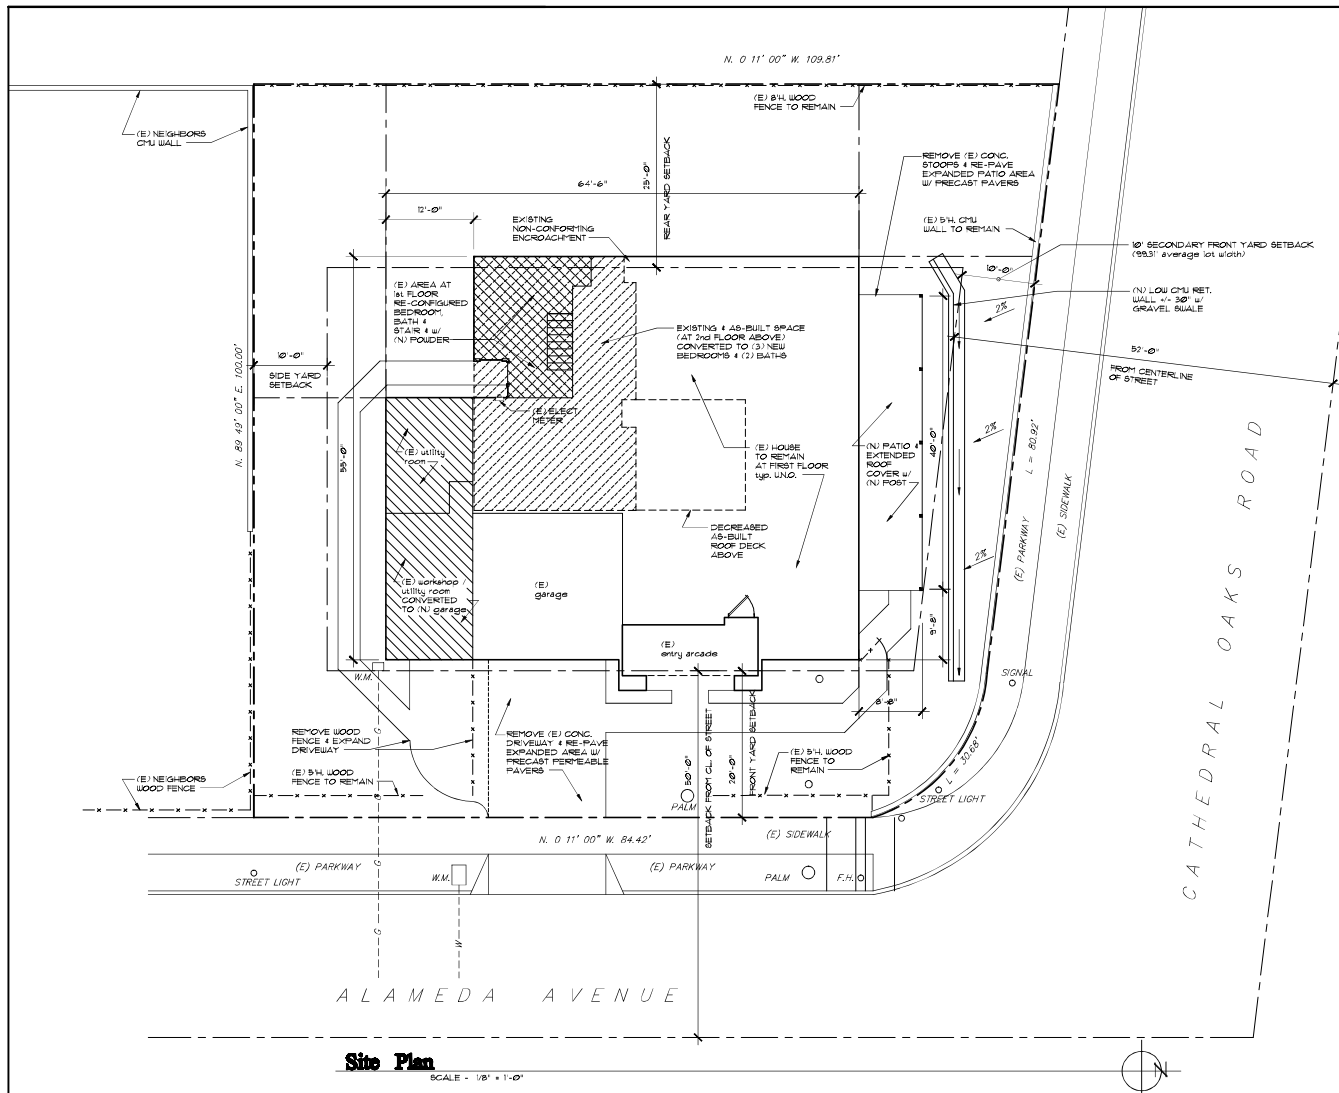 N. 0 11' 00" W. 109.81'
(E) 8'H. WOOD
FENCE TO REMAIN
(E) NEIGHBORS
CMU WALL
REMOVE (E) CONC.
STOOPS & RE-PAVE
EXPANDED PATIO AREA
W/ PRECAST PAVERS
25'-0"
REAR YARD SETBACK
64'-6"
12'-0"
EXISTING
NON-CONFORMING
ENCROACHMENT
(E) 5'H. CMU
WALL TO REMAIN
10' SECONDARY FRONT YARD SETBACK
(99.31' average lot width)
10'-0"
(N) LOW CMU RET.
WALL +/- 30" W/
GRAVEL SWALE
2%
(E) AREA AT
1st FLOOR
RE-CONFIGURED
BEDROOM,
BATH &
STAIR & w/
(N) POWDER
EXISTING & AS-BUILT SPACE
(AT 2nd FLOOR ABOVE)
CONVERTED TO (3) NEW
BEDROOMS & (2) BATHS
52'-0"
FROM CENTERLINE
OF STREET
10'-0"
SIDE YARD
SETBACK
N. 89 49' 00" E. 100.00'
55'-0"
(E) ELECT
METER
(E) utility
room
(E) HOUSE
TO REMAIN
AT FIRST FLOOR
typ. U.N.O.
(N) PATIO &
EXTENDED
ROOF
COVER w/
(N) POST
40'-0"
2%
L = 80.92'
(E) SIDEWALK
(E) PARKWAY
CATHEDRAL OAKS ROAD
DECREASED
AS-BUILT
ROOF DECK
ABOVE
2%
(E) workshop /
utility room
CONVERTED
TO (N) garage
(E)
garage
(E)
entry arcade
9'-8"
SIGNAL
W.M.
8'-8"
REMOVE WOOD
FENCE & EXPAND
DRIVEWAY
REMOVE (E) CONC.
DRIVEWAY & RE-PAVE
EXPANDED AREA W/
PRECAST PERMEABLE
PAVERS
50'-0"
SETBACK FROM C.L. OF STREET
20'-0"
FRONT YARD SETBACK
(E) 5'H. WOOD
FENCE TO
REMAIN
L = 30.68'
(E) NEIGHBORS
WOOD FENCE
(E) 5'H. WOOD
FENCE TO REMAIN
G
G
PALM
STREET LIGHT
N. 0 11' 00" W. 84.42'
(E) SIDEWALK
G
(E) PARKWAY
STREET LIGHT
W.M.
(E) PARKWAY
PALM
F.H.
G
W
ALAMEDA AVENUE
Site Plan
SCALE - 1/8" = 1'-0"
N